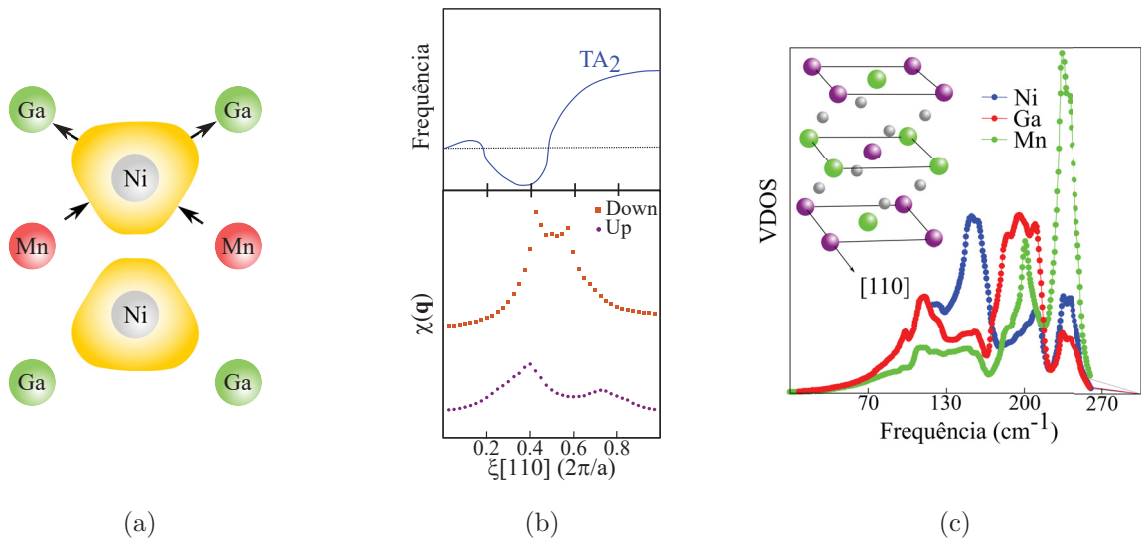 Ga
Ga
Ni
Mn
Mn
Ni
Ga
Ga
(a)
Frequência
TA2
Down
Up
χ(q)
0.2 0.4 0.6 0.8
ξ[110] (2π/a)
(b)
VDOS
Ni
Ga
Mn
[110]
70 130 200 270
Frequência (cm-1)
(c)